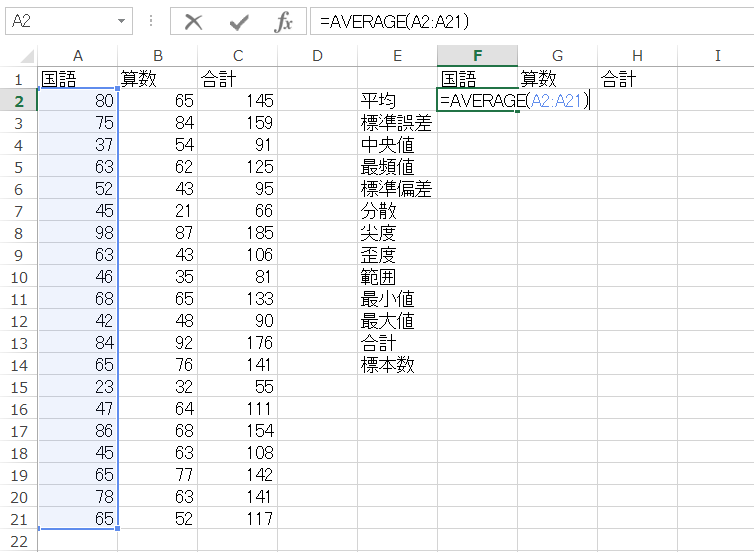 A2 =AVERAGE(A2:A21)
A B C D E F G H I
1 国語 算数 合計 国語 算数 合計
2 80 65 145 平均 =AVERAGE(A2:A21)
3 75 84 159 標準誤差
4 37 54 91 中央値
5 63 62 125 最頻値
6 52 43 95 標準偏差
7 45 21 66 分散
8 98 87 185 尖度
9 63 43 106 歪度
10 46 35 81 範囲
11 68 65 133 最小値
12 42 48 90 最大値
13 84 92 176 合計
14 65 76 141 標本数
15 23 32 55
16 47 64 111
17 86 68 154
18 45 63 108
19 65 77 142
20 78 63 141
21 65 52 117
22